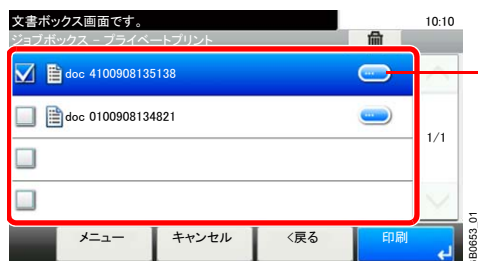 文書ボックス画面です。
10:10
ジョブボックス - プライベートプリント
doc 4100908135138
doc 0100908134821
1/1
メニュー
キャンセル
<戻る
印刷
B0653_01